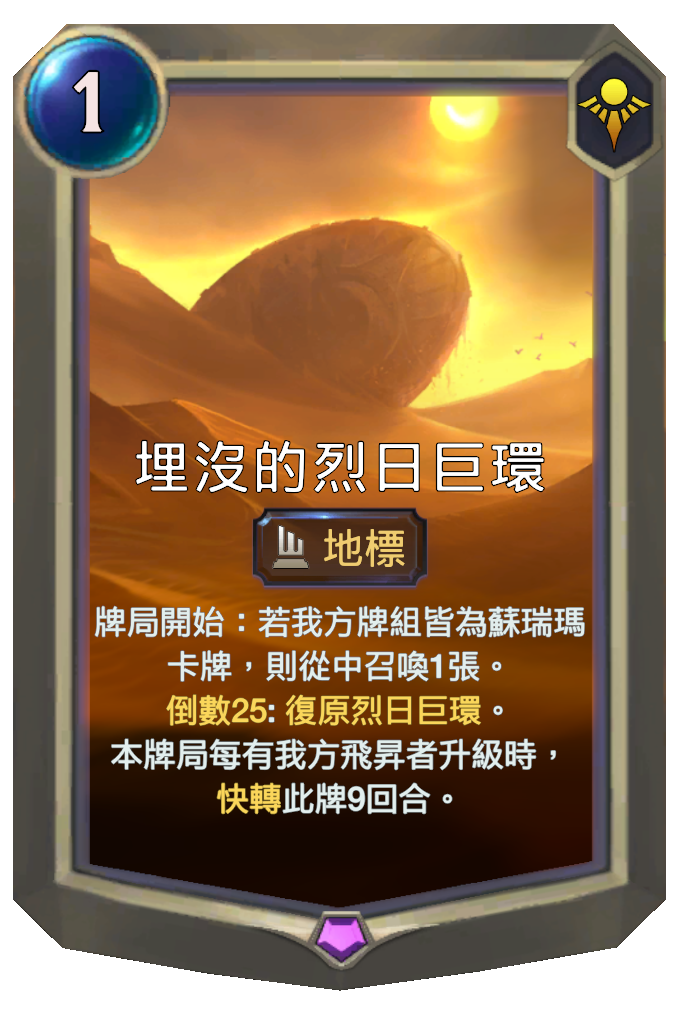 1
埋沒的烈日巨環
地標
牌局開始：若我方牌組皆為蘇瑞瑪
卡牌，則從中召喚1張。
倒數25: 復原烈日巨環。
本牌局每有我方飛昇者升級時，
快轉此牌9回合。